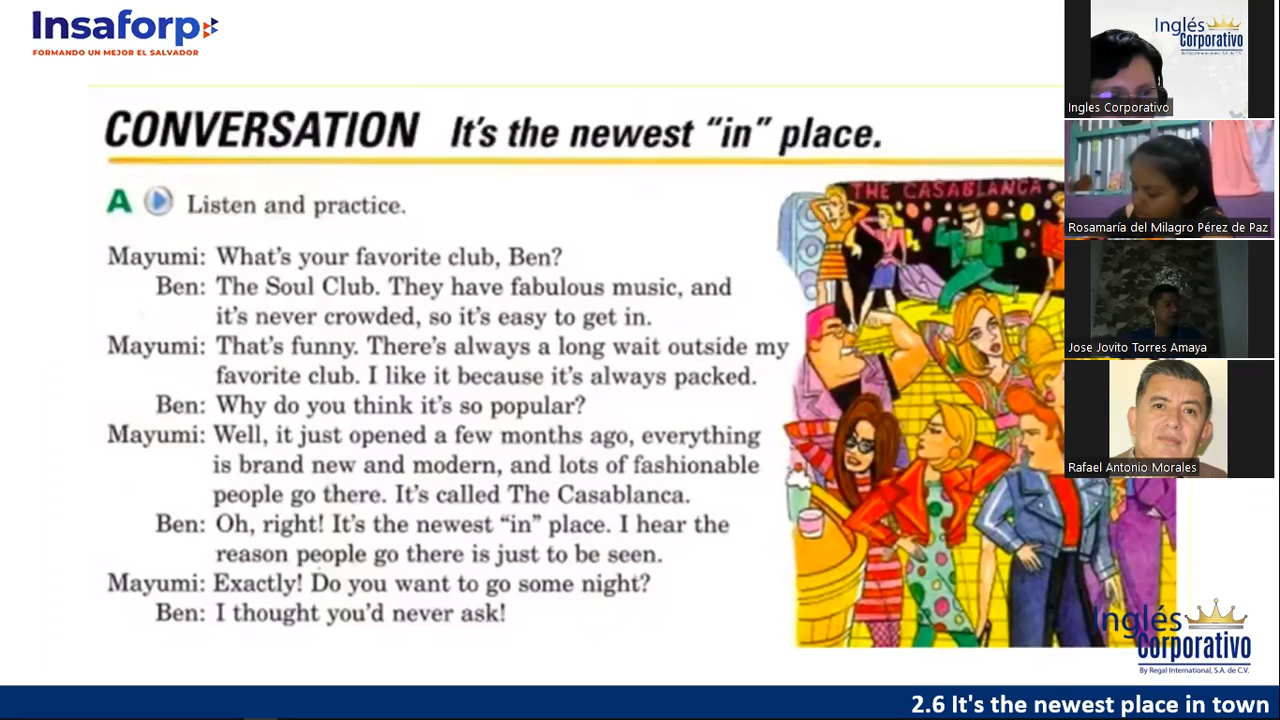 Insaforp
FORMANDO UN MEJOR EL SALVADOR
CONVERSATION It's the newest "in" place.
A Listen and practice.
Mayumi: What's your favorite club, Ben?
Ben: The Soul Club. They have fabulous music, and
it's never crowded, so it's easy to get in.
Mayumi: That's funny. There's always a long wait outside my
favorite club. I like it because it's always packed.
Ben: Why do you think it's so popular?
Mayumi: Well, it just opened a few months ago, everything
is brand new and modern, and lots of fashionable
people go there. It's called The Casablanca.
Ben: Oh, right! It's the newest "in" place. I hear the
reason people go there is just to be seen.
Mayumi: Exactly! Do you want to go some night?
Ben: I thought you'd never ask!
THE CASABLANCA
Inglés
Corporativo
By Regal International, S.A. de C.V.
Ingles Corporativo
Rosamaría del Milagro Pérez de Paz
Jose Jovito Torres Amaya
Rafael Antonio Morales
Inglés
Corporativo
By Regal International, S.A. de C.V.
2.6 It's the newest place in town